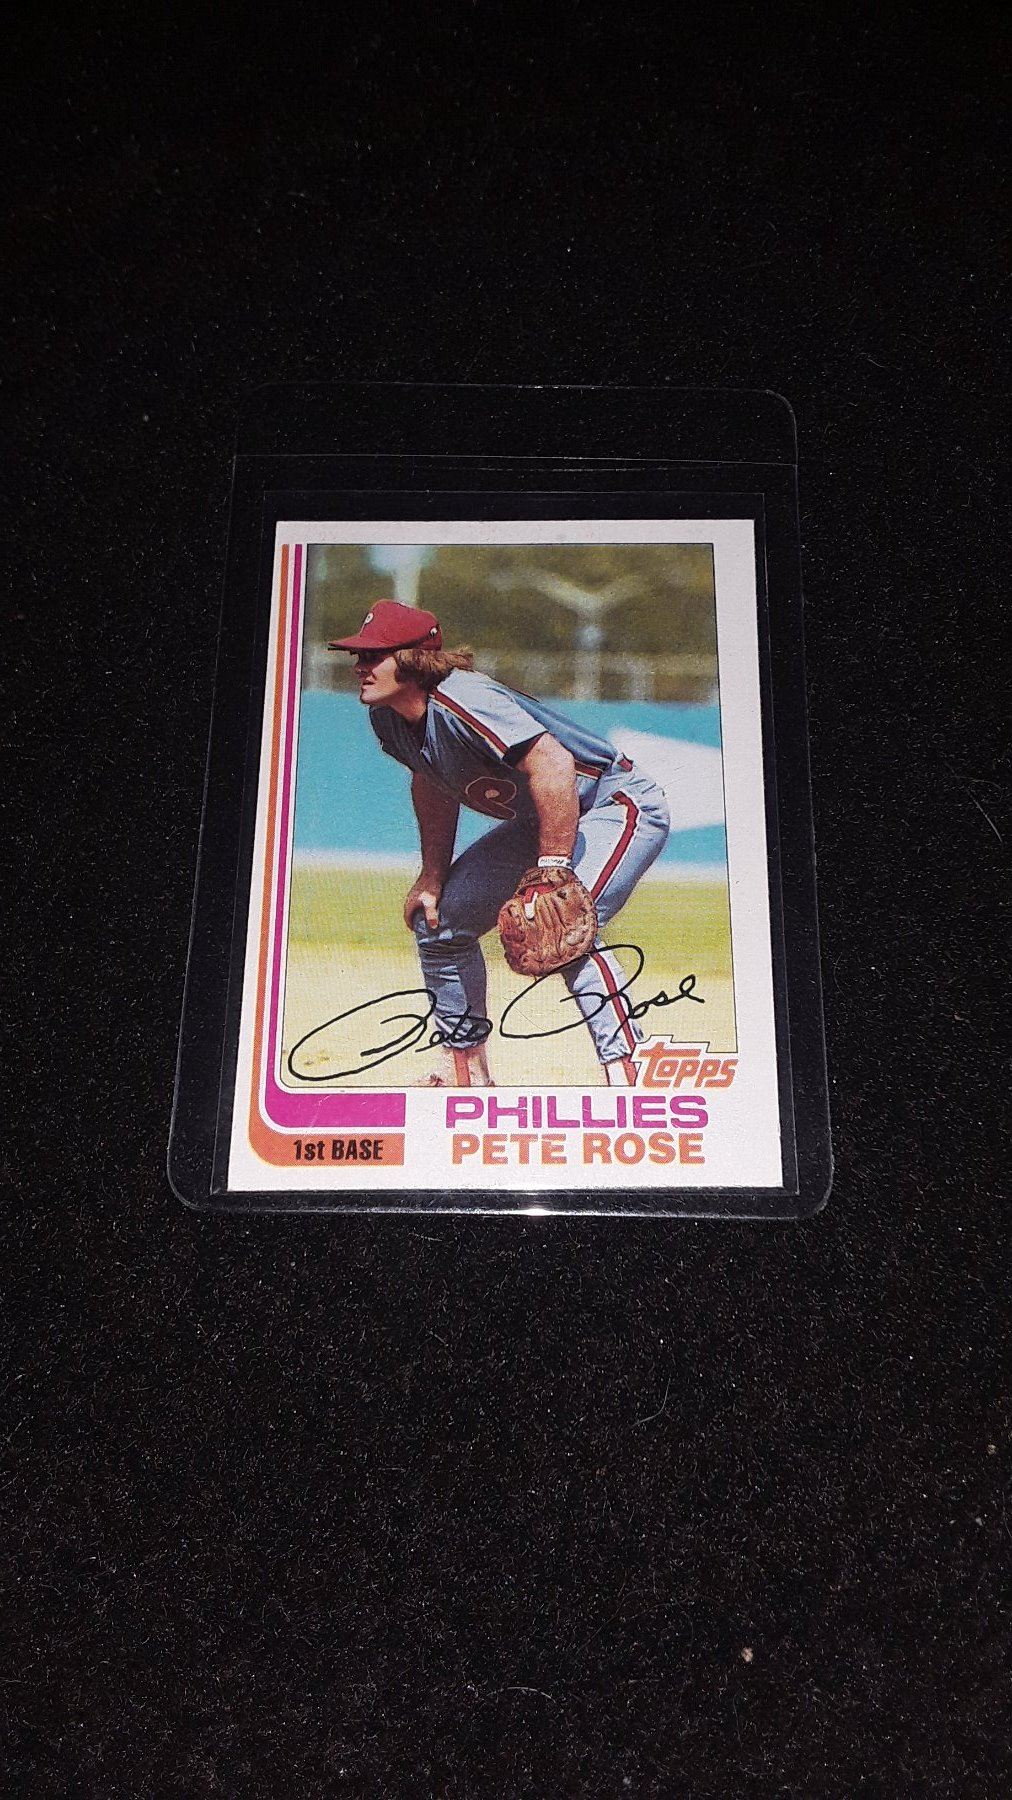 P
P
Pete Rose
topps
PHILLIES
1st BASE
PETE ROSE